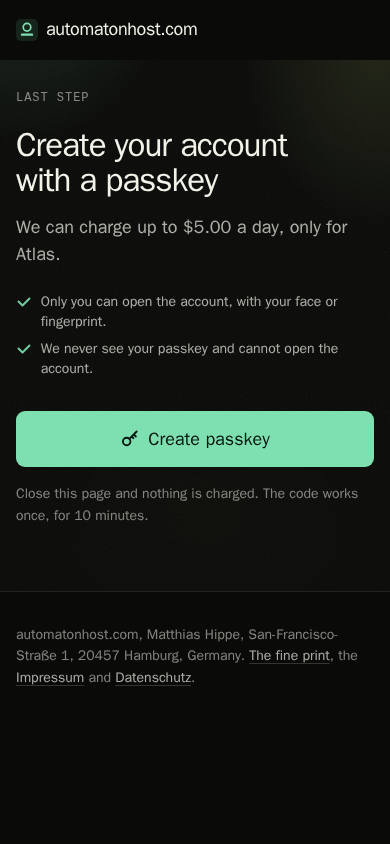 automatonhost.com
LAST STEP
Create your account
with a passkey
We can charge up to $5.00 a day, only for
Atlas.
Only you can open the account, with your face or
fingerprint.
We never see your passkey and cannot open the
account.
Create passkey
Close this page and nothing is charged. The code works
once, for 10 minutes.
automatonhost.com, Matthias Hippe, San-Francisco-
Straße 1, 20457 Hamburg, Germany. The fine print, the
Impressum and Datenschutz.